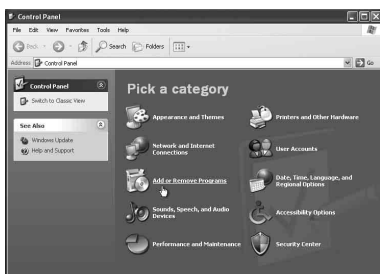 Control Panel
File Edit View Favorites Tools Help
Back Search Folders
Address Control Panel Go
Control Panel
Switch to Classic View
See Also
Windows Update
Help and Support
Pick a category
Appearance and Themes
Printers and Other Hardware
Network and Internet
Connections
User Accounts
Add or Remove Programs
Date, Time, Language, and
Regional Options
Sounds, Speech, and Audio
Devices
Accessibility Options
Performance and Maintenance
Security Center